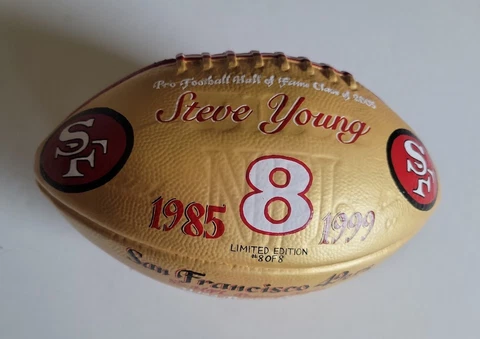 Pro Football Hall of Fame Class of 2005
Steve Young
SF
SF
8
1985
1999
LIMITED EDITION
#8 OF 8
San Francisco